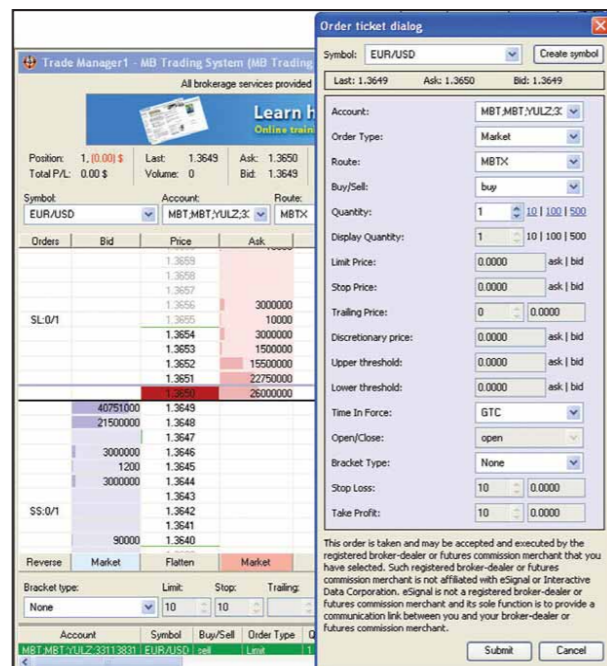 Order ticket dialog
Symbol: EUR/USD Create symbol
Last: 1.3649 Ask: 1.3650 Bid: 1.3649
Account: MBT;MBT;YULZ;3
Order Type: Market
Route: MBTX
Buy/Sell: buy
Quantity: 1 10 | 100 | 500
Display Quantity: 1 10 | 100 | 500
Limit Price: 0.0000 ask | bid
Stop Price: 0.0000 ask | bid
Trailing Price: 0 0.0000
Discretionary price: 0.0000 ask | bid
Upper threshold: 0.0000 ask | bid
Lower threshold: 0.0000 ask | bid
Time In Force: GTC
Open/Close: open
Bracket Type: None
Stop Loss: 10 0.0000
Take Profit: 10 0.0000
This order is taken and may be accepted and executed by the
registered broker-dealer or futures commission merchant that you
have selected. Such registered broker-dealer or futures
commission merchant is not affiliated with eSignal or Interactive
Data Corporation. eSignal is not a registered broker-dealer or
futures commission merchant and its sole function is to provide a
communication link between you and your broker-dealer or
futures commission merchant.
Submit Cancel
Trade Manager1 - MB Trading System (MB Trading
All brokerage services provided
Learn h
Online train
Position: 1, (0.00) $ Last: 1.3649 Ask: 1.3650
Total P/L: 0.00 $ Volume: 0 Bid: 1.3649
Symbol: Account: Route:
EUR/USD MBT;MBT;YULZ;3 MBTX
Orders Bid Price Ask
1.3659
1.3658
1.3657
1.3656 3000000
SL:0/1 1.3655 10000
1.3654 3000000
1.3653 1500000
1.3652 15500000
1.3651 22750000
1.3650 26000000
40751000 1.3649
21500000 1.3648
1.3647
3000000 1.3646
1200 1.3645
3000000 1.3644
1.3643
SS:0/1 1.3642
1.3641
90000 1.3640
Reverse Market Flatten Market
Bracket type: Limit: Stop: Trailing:
None 10 10
Account Symbol Buy/Sell Order Type Q
MBT;MBT;YULZ;33113831 EUR/USD sell Limit 1